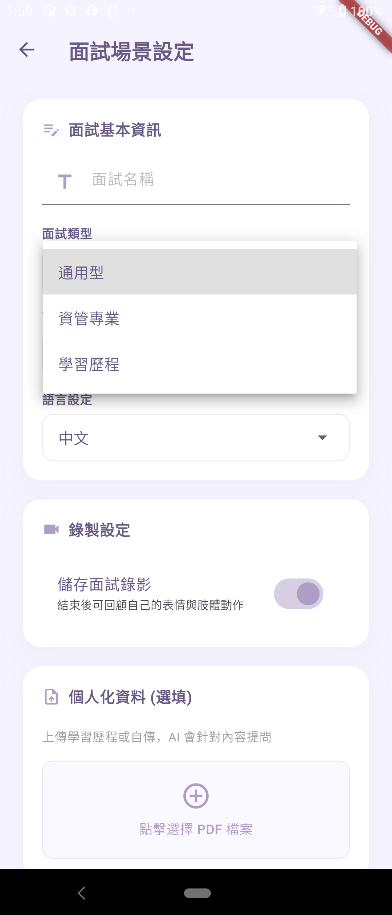 1:59
100%
DEBUG
面試場景設定
面試基本資訊
面試名稱
面試類型
通用型
資管專業
學習歷程
語言設定
中文
錄製設定
儲存面試錄影
結束後可回顧自己的表情與肢體動作
個人化資料 (選填)
上傳學習歷程或自傳，AI 會針對內容提問
點擊選擇 PDF 檔案